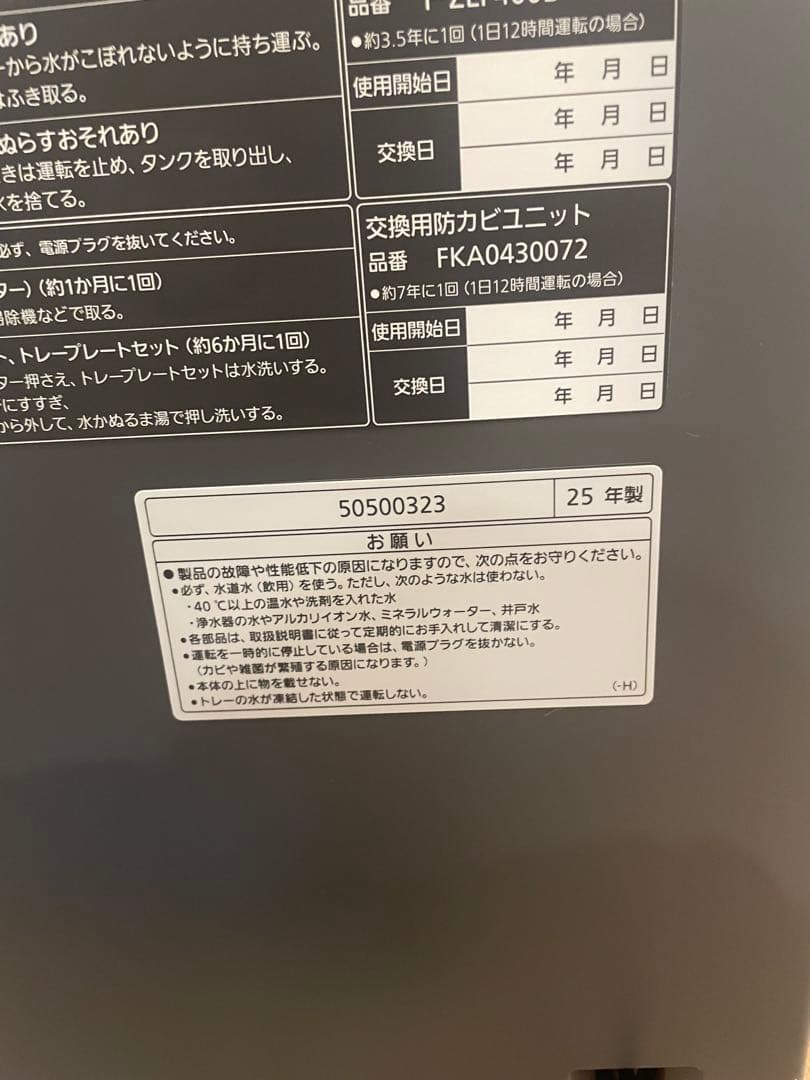 あり
から水がこぼれないように持ち運ぶ。
ふき取る。
ぬらすおそれあり
きは運転を止め、タンクを取り出し、
を捨てる。
必ず、電源プラグを抜いてください。
ター)(約1か月に1回)
掃除機などで取る。
ト、トレープレートセット(約6か月に1回)
ター押さえ、トレープレートセットは水洗いする。
にすすぎ、
から外して、水かぬるま湯で押し洗いする。
品番
●約3.5年に1回(1日12時間運転の場合)
使用開始日 年 月 日
交換日 年 月 日
年 月 日
交換用防カビユニット
品番 FKA0430072
●約7年に1回(1日12時間運転の場合)
使用開始日 年 月 日
交換日 年 月 日
年 月 日
50500323 25 年製
お願い
●製品の故障や性能低下の原因になりますので、次の点をお守りください。
•必ず、水道水(飲用)を使う。ただし、次のような水は使わない。
・40℃以上の温水や洗剤を入れた水
・浄水器の水やアルカリイオン水、ミネラルウォーター、井戸水
•各部品は、取扱説明書に従って定期的にお手入れして清潔にする。
•運転を一時的に停止している場合は、電源プラグを抜かない。
(カビや雑菌が繁殖する原因になります。)
•本体の上に物を載せない。
•トレーの水が凍結した状態で運転しない。
(-H)